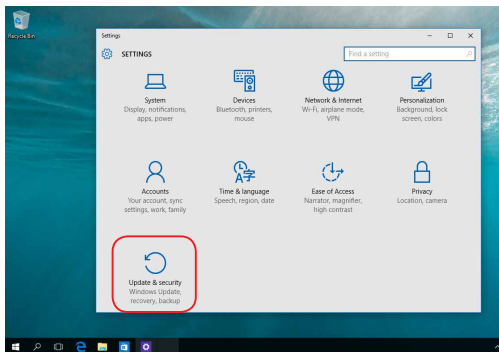 Recycle Bin
Settings
SETTINGS
Find a setting
System
Display, notifications,
apps, power
Devices
Bluetooth, printers,
mouse
Network & Internet
Wi-Fi, airplane mode,
VPN
Personalization
Background, lock
screen, colors
Accounts
Your account, sync
settings, work, family
Time & language
Speech, region, date
Ease of Access
Narrator, magnifier,
high contrast
Privacy
Location, camera
Update & security
Windows Update,
recovery, backup